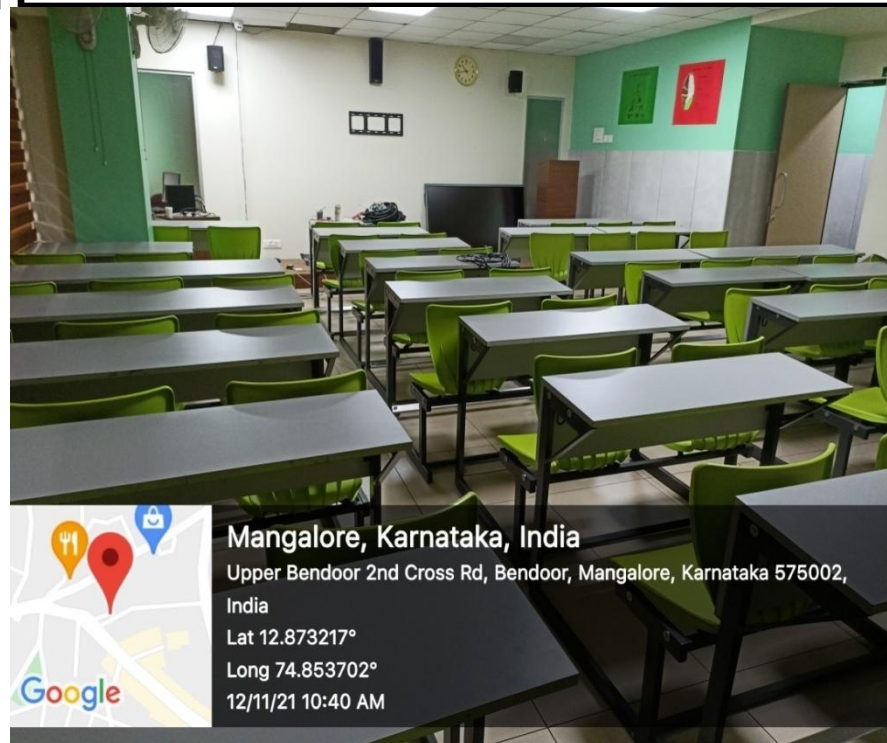 Mangalore, Karnataka, India
Upper Bendoor 2nd Cross Rd, Bendoor, Mangalore, Karnataka 575002,
India
Lat 12.873217°
Long 74.853702°
12/11/21 10:40 AM
Google